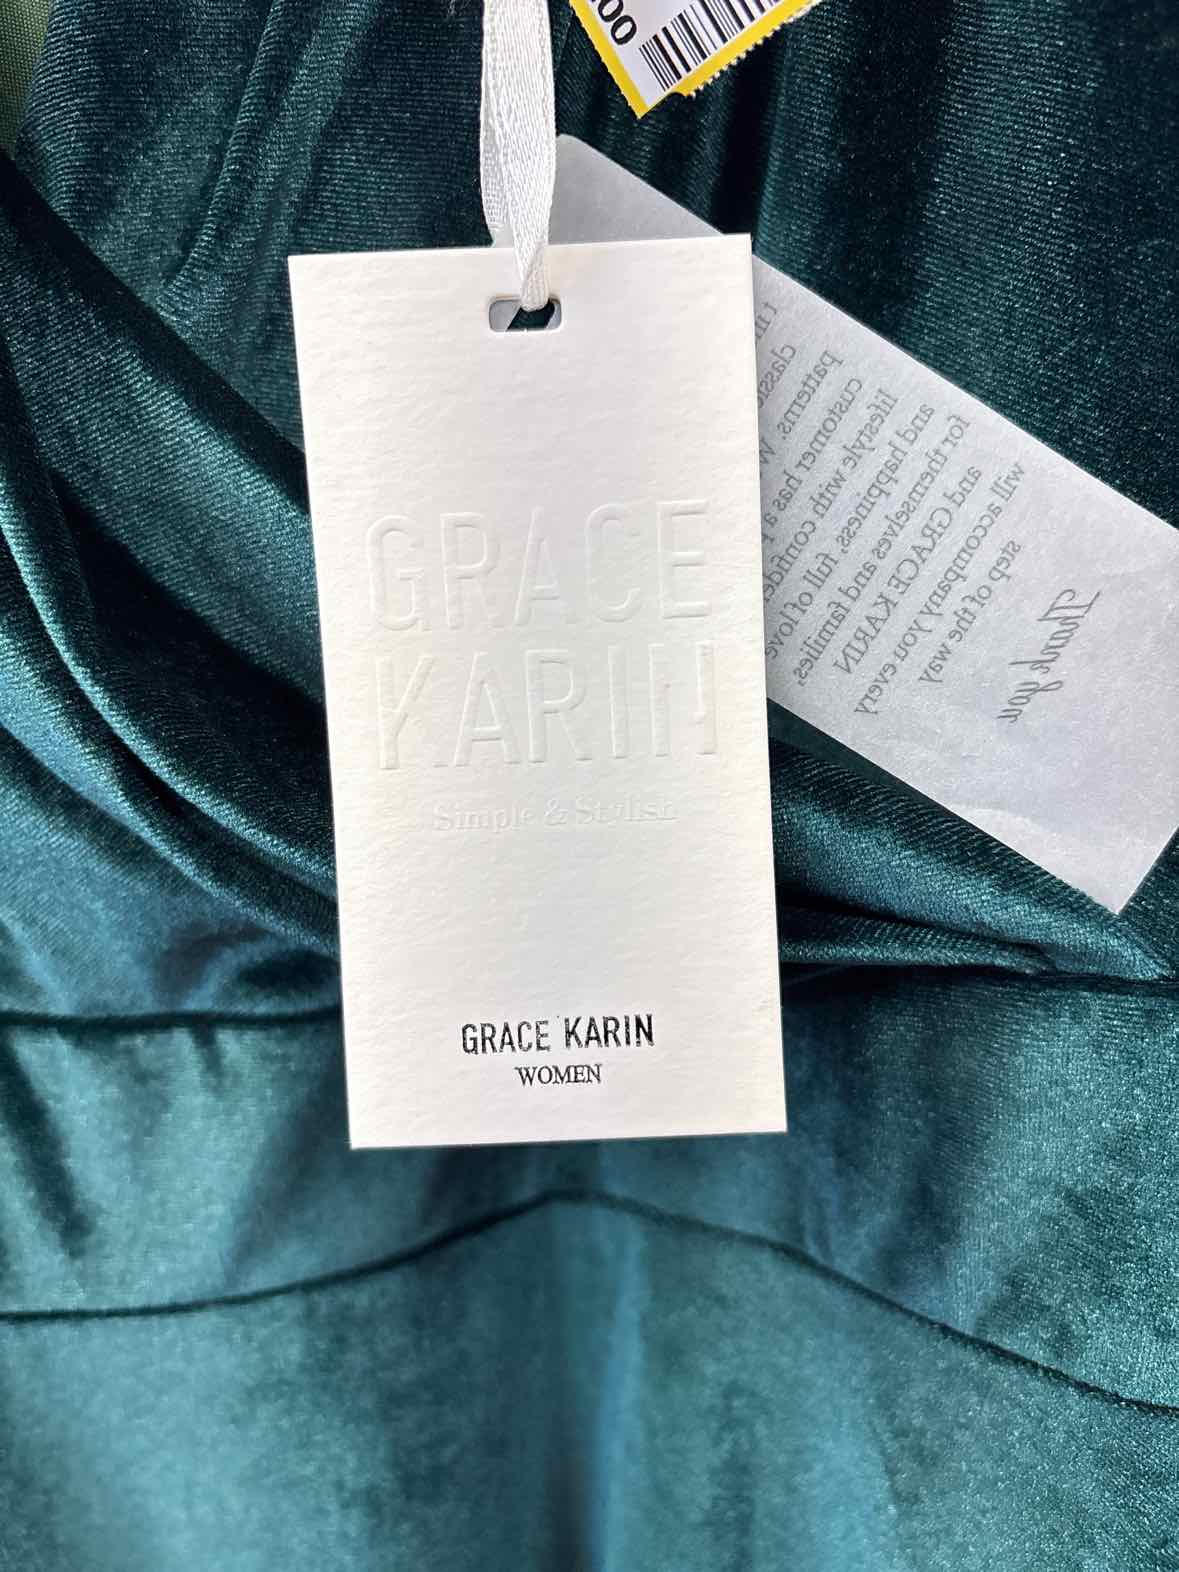 00
GRACE
KARIN
Simple & Stylish
GRACE KARIN
WOMEN
classic
patterns. W
customer has a
lifestyle with confide
and happiness, full of love
for themselves and families,
and GRACE KARIN
will accompany you every
step of the way
Thank you